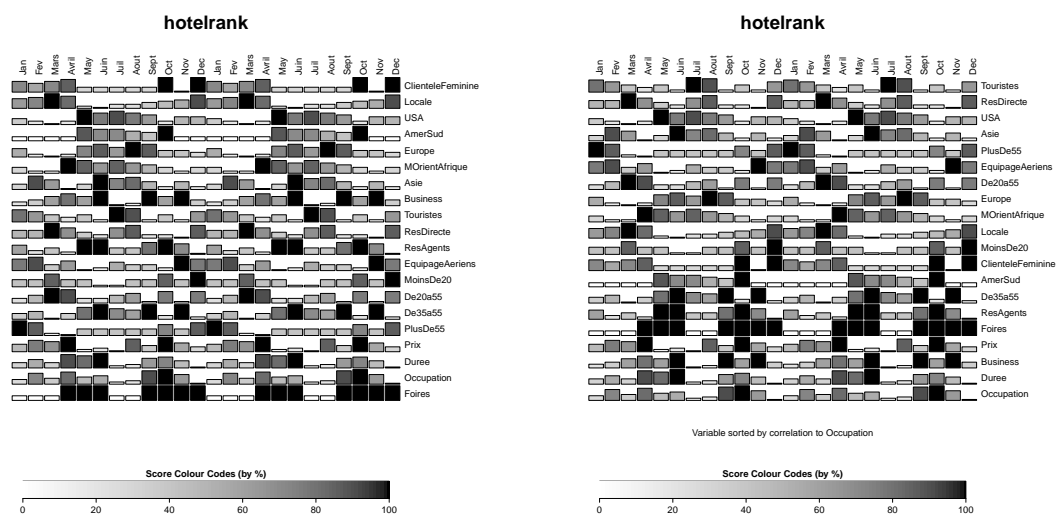 hotelrank
Jan Fev Mars Avril May Juin Juil Aout Sept Oct Nov Dec Jan Fev Mars Avril May Juin Juil Aout Sept Oct Nov Dec
ClienteleFeminine
Locale
USA
AmerSud
Europe
MOrientAfrique
Asie
Business
Touristes
ResDirecte
ResAgents
EquipageAeriens
MoinsDe20
De20a55
De35a55
PlusDe55
Prix
Duree
Occupation
Foires
Score Colour Codes (by %)
0 20 40 60 80 100
hotelrank
Jan Fev Mars Avril May Juin Juil Aout Sept Oct Nov Dec Jan Fev Mars Avril May Juin Juil Aout Sept Oct Nov Dec
Touristes
ResDirecte
USA
Asie
PlusDe55
EquipageAeriens
De20a55
Europe
MOrientAfrique
Locale
MoinsDe20
ClienteleFeminine
AmerSud
De35a55
ResAgents
Foires
Prix
Business
Duree
Occupation
Variable sorted by correlation to Occupation
Score Colour Codes (by %)
0 20 40 60 80 100